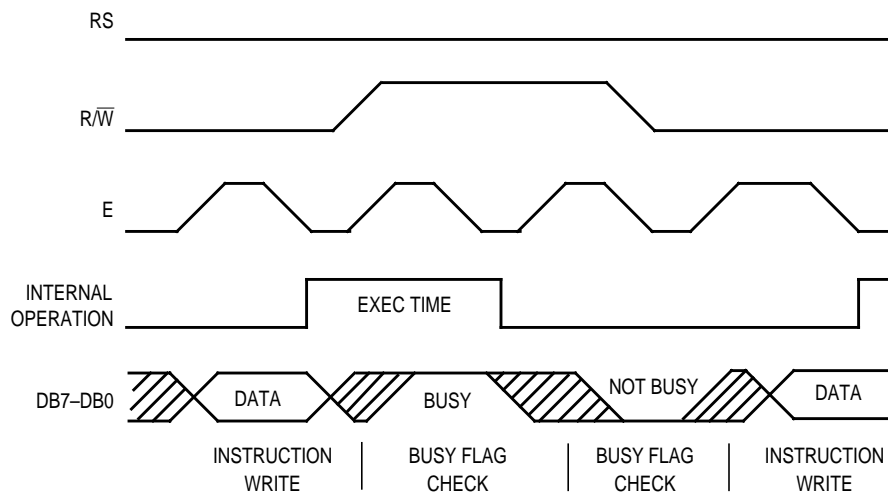 RS
R/W̅
E
INTERNAL
OPERATION
EXEC TIME
DB7–DB0
DATA
BUSY
NOT BUSY
DATA
INSTRUCTION
WRITE
BUSY FLAG
CHECK
BUSY FLAG
CHECK
INSTRUCTION
WRITE